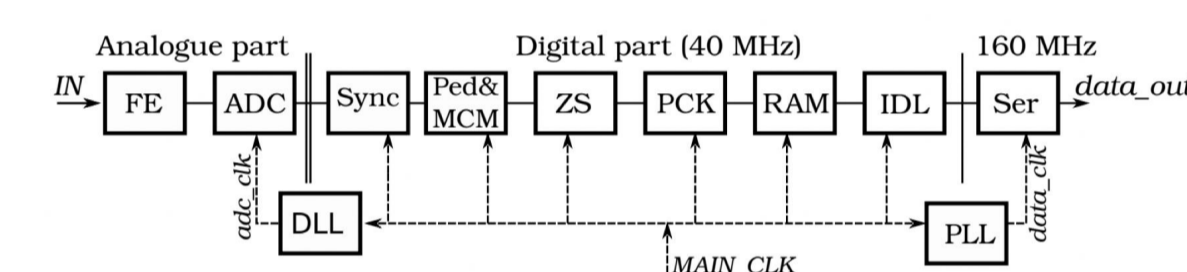 Analogue part Digital part (40 MHz) 160 MHz
IN FE ADC Sync Ped& MCM ZS PCK RAM IDL Ser data_out
adc_clk DLL PLL data_clk
MAIN_CLK